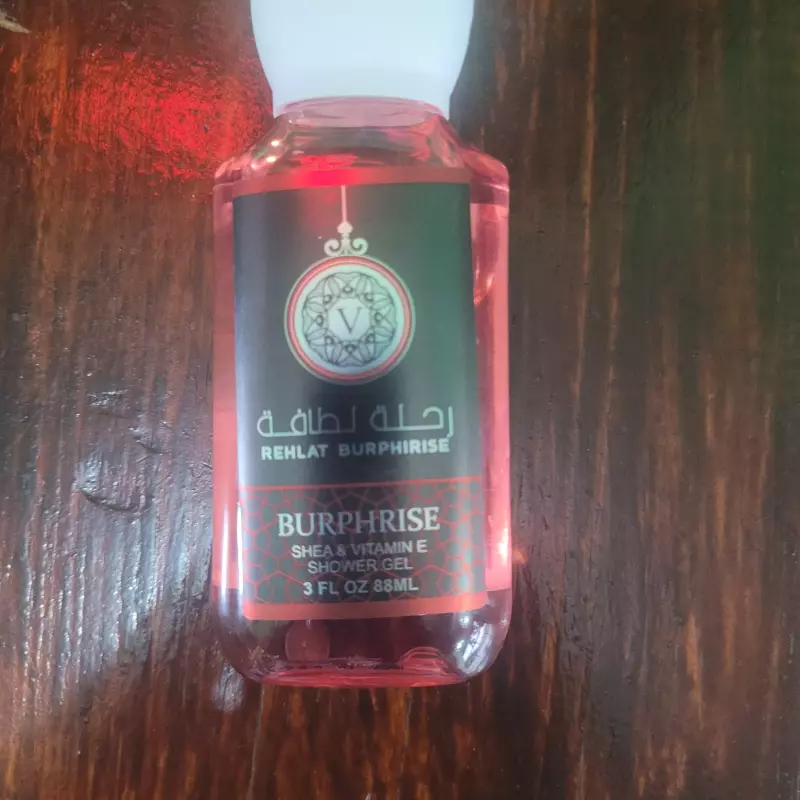 V
رحلة لطافة
REHLAT BURPHIRISE
BURPHRISE
SHEA & VITAMIN E
SHOWER GEL
3 FL OZ 88ML